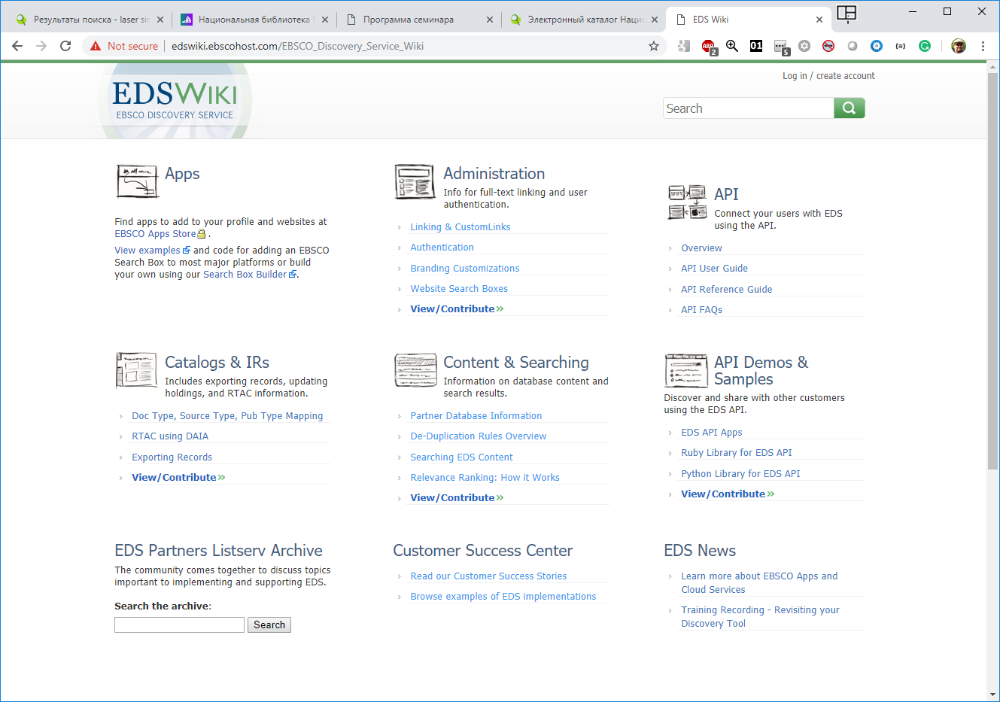 Результаты поиска - laser sin
Национальная библиотека Б
Программа семинара
Электронный каталог Наци
EDS Wiki
Not secure | edswiki.ebscohost.com/EBSCO_Discovery_Service_Wiki
ABP 2
01
5
Log in / create account
EDSWIKI
EBSCO DISCOVERY SERVICE
Search
Apps
Find apps to add to your profile and websites at
EBSCO Apps Store .
View examples and code for adding an EBSCO
Search Box to most major platforms or build
your own using our Search Box Builder .
Administration
Info for full-text linking and user
authentication.
Linking & CustomLinks
Authentication
Branding Customizations
Website Search Boxes
View/Contribute»
API
Connect your users with EDS
using the API.
Overview
API User Guide
API Reference Guide
API FAQs
Catalogs & IRs
Includes exporting records, updating
holdings, and RTAC information.
Doc Type, Source Type, Pub Type Mapping
RTAC using DAIA
Exporting Records
View/Contribute»
Content & Searching
Information on database content and
search results.
Partner Database Information
De-Duplication Rules Overview
Searching EDS Content
Relevance Ranking: How it Works
View/Contribute»
API Demos &
Samples
Discover and share with other customers
using the EDS API.
EDS API Apps
Ruby Library for EDS API
Python Library for EDS API
View/Contribute»
EDS Partners Listserv Archive
The community comes together to discuss topics
important to implementing and supporting EDS.
Search the archive:
Search
Customer Success Center
Read our Customer Success Stories
Browse examples of EDS implementations
EDS News
Learn more about EBSCO Apps and
Cloud Services
Training Recording - Revisiting your
Discovery Tool